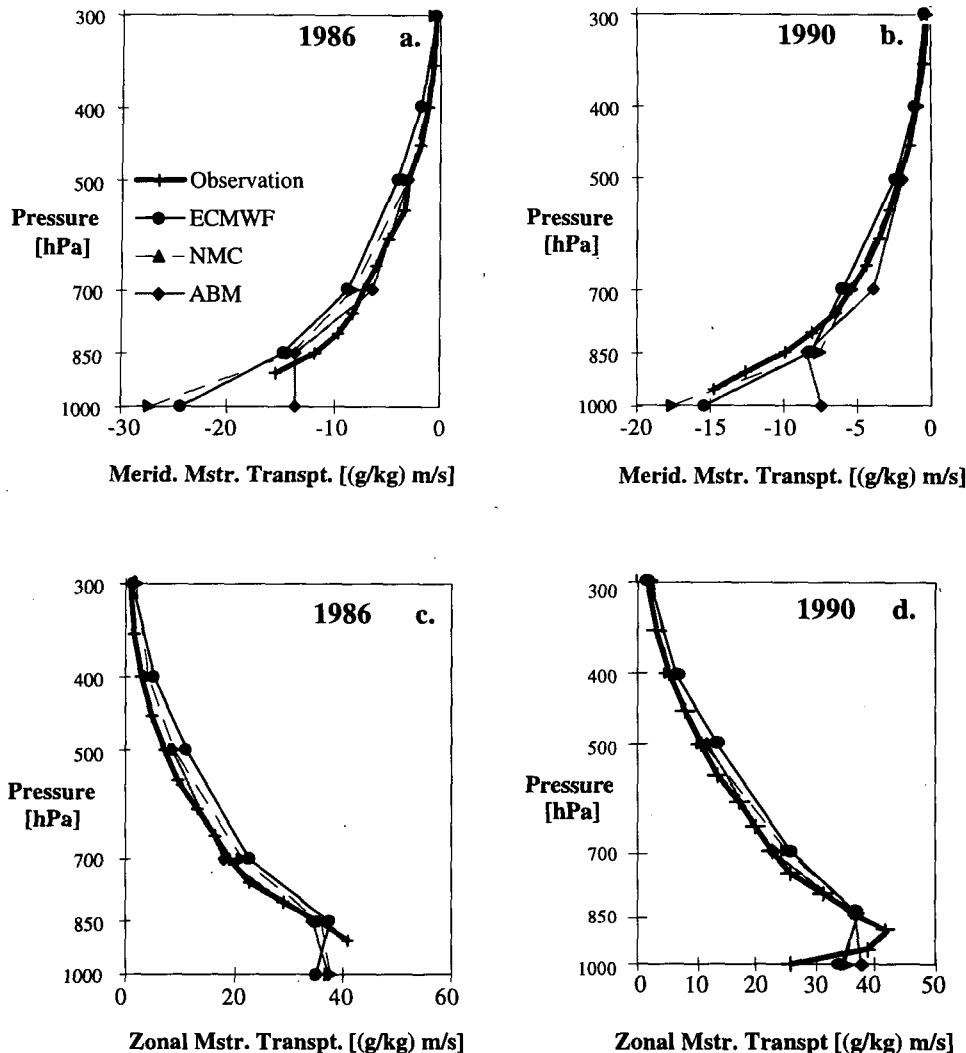 1986 a.
300
400
500
700
850
1000
Pressure
[hPa]
Observation
ECMWF
NMC
ABM
-30 -20 -10 0
Merid. Mstr. Transpt. [(g/kg) m/s]
1990 b.
300
400
500
700
850
1000
Pressure
[hPa]
-20 -15 -10 -5 0
Merid. Mstr. Transpt. [(g/kg) m/s]
1986 c.
300
400
500
700
850
1000
Pressure
[hPa]
0 20 40 60
Zonal Mstr. Transpt. [(g/kg) m/s]
1990 d.
300
400
500
700
850
1000
Pressure
[hPa]
0 10 20 30 40 50
Zonal Mstr. Transpt [(g/kg) m/s]